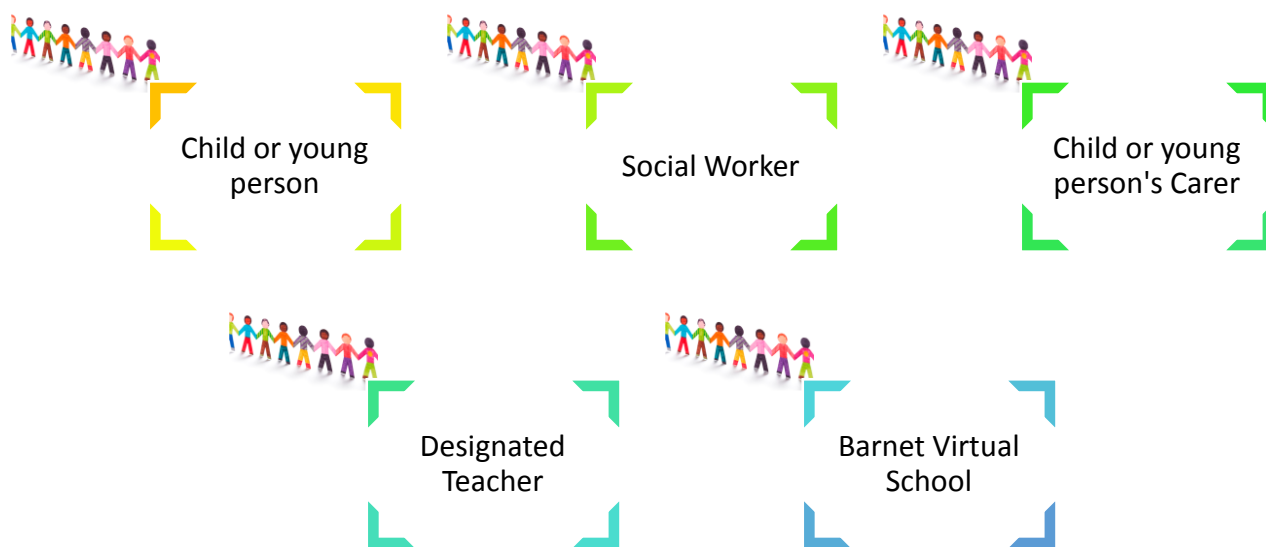 Child or young
person
Social Worker
Child or young
person's Carer
Designated
Teacher
Barnet Virtual
School